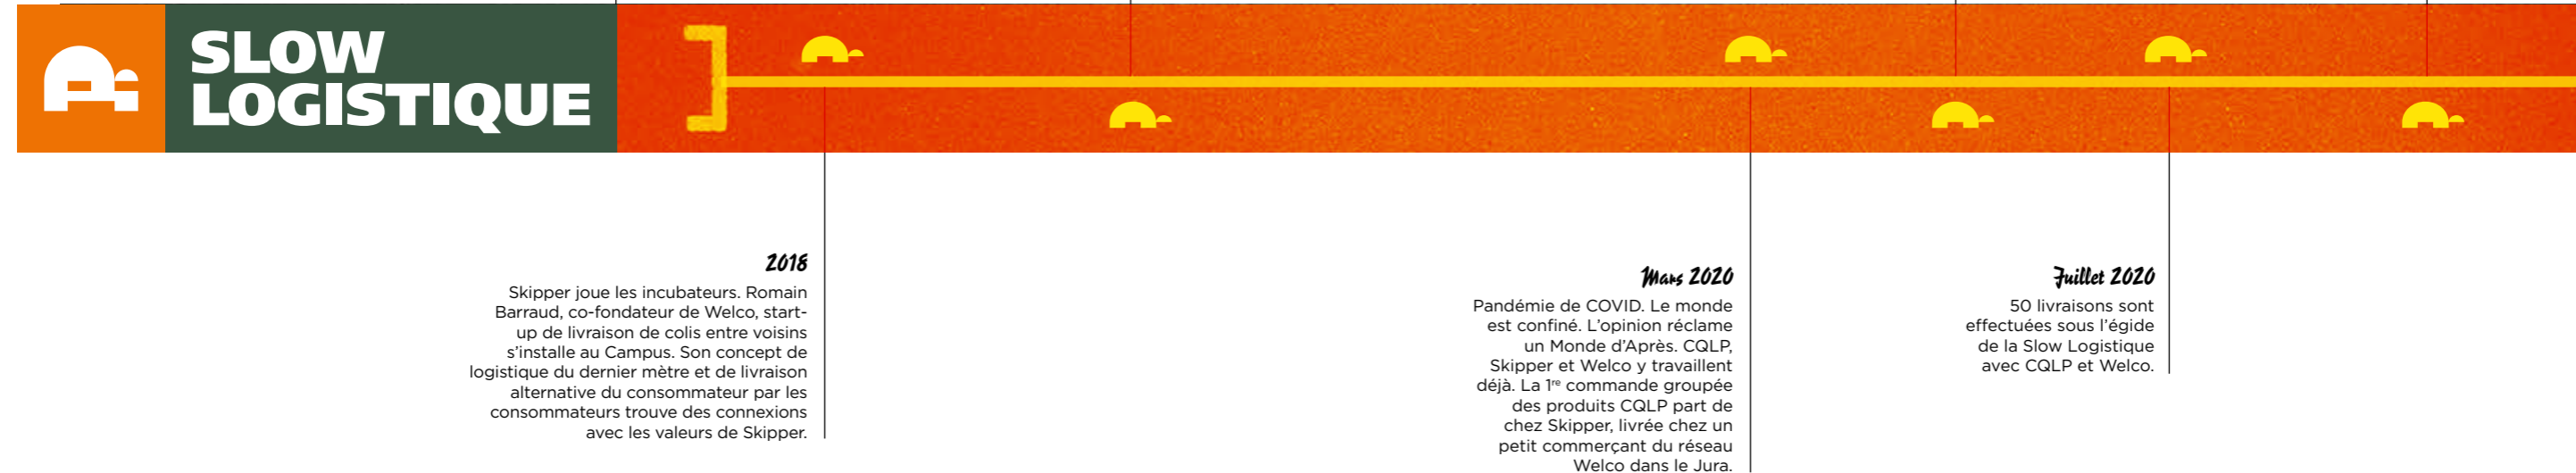 SLOW
LOGISTIQUE
2018
Skipper joue les incubateurs. Romain
Barraud, co-fondateur de Welco, start-
up de livraison de colis entre voisins
s’installe au Campus. Son concept de
logistique du dernier mètre et de livraison
alternative du consommateur par les
consommateurs trouve des connexions
avec les valeurs de Skipper.
Mars 2020
Pandémie de COVID. Le monde
est confiné. L’opinion réclame
un Monde d’Après. CQLP,
Skipper et Welco y travaillent
déjà. La 1re commande groupée
des produits CQLP part de
chez Skipper, livrée chez un
petit commerçant du réseau
Welco dans le Jura.
Juillet 2020
50 livraisons sont
effectuées sous l’égide
de la Slow Logistique
avec CQLP et Welco.